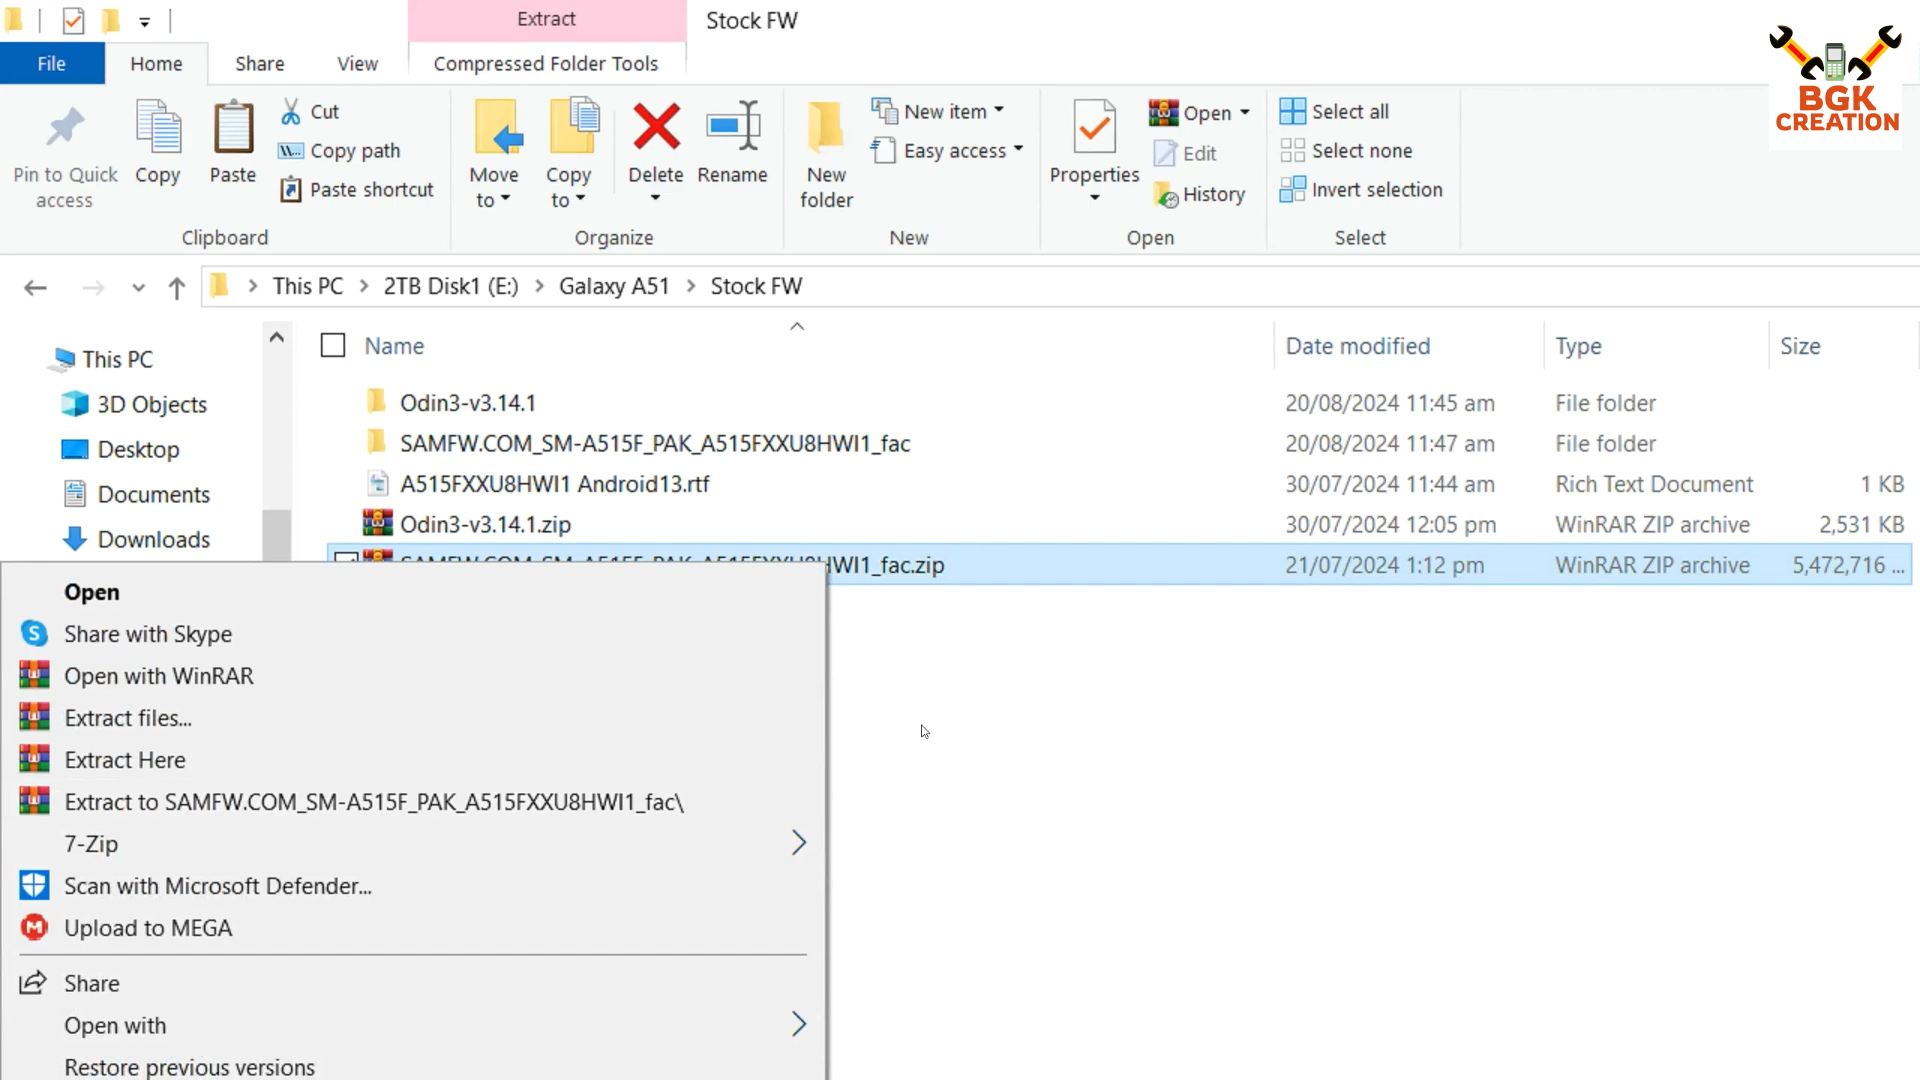 Extract
Stock FW
File
Home
Share
View
Compressed Folder Tools
Pin to Quick access
Copy
Paste
Cut
Copy path
Paste shortcut
Clipboard
Move to
Copy to
Delete
Rename
Organize
New folder
New item
Easy access
New
Properties
Open
Edit
History
Open
Select all
Select none
Invert selection
Select
BGK
CREATION
This PC
2TB Disk1 (E:)
Galaxy A51
Stock FW
This PC
3D Objects
Desktop
Documents
Downloads
Name
Date modified
Type
Size
Odin3-v3.14.1
20/08/2024 11:45 am
File folder
SAMFW.COM_SM-A515F_PAK_A515FXXU8HWI1_fac
20/08/2024 11:47 am
File folder
A515FXXU8HWI1 Android13.rtf
30/07/2024 11:44 am
Rich Text Document
1 KB
Odin3-v3.14.1.zip
30/07/2024 12:05 pm
WinRAR ZIP archive
2,531 KB
SAMFW.COM_SM-A515F_PAK_A515FXXU8HWI1_fac.zip
21/07/2024 1:12 pm
WinRAR ZIP archive
5,472,716 ...
Open
Share with Skype
Open with WinRAR
Extract files...
Extract Here
Extract to SAMFW.COM_SM-A515F_PAK_A515FXXU8HWI1_fac\
7-Zip
Scan with Microsoft Defender...
Upload to MEGA
Share
Open with
Restore previous versions